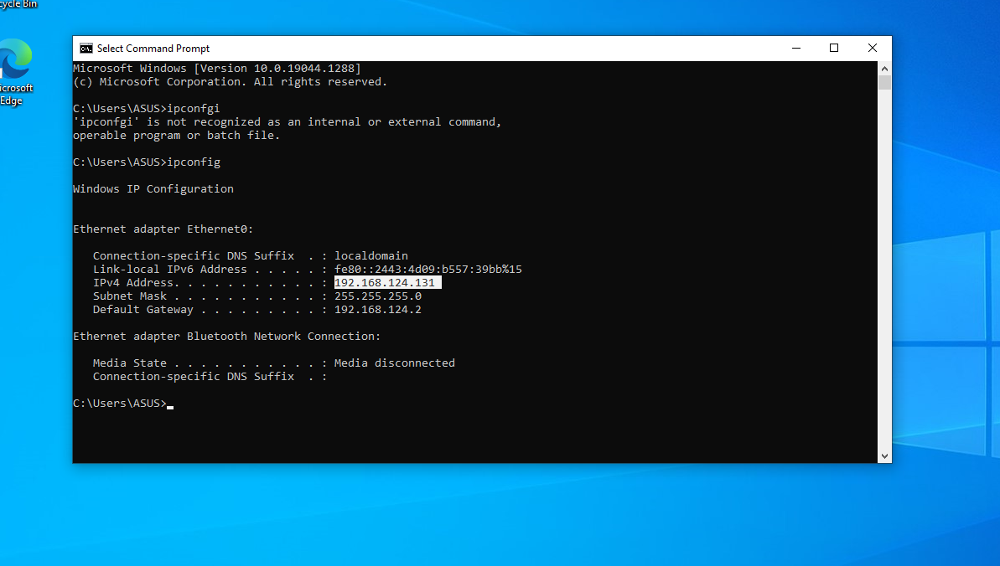 cycle Bin
Microsoft
Edge
Select Command Prompt
Microsoft Windows [Version 10.0.19044.1288]
(c) Microsoft Corporation. All rights reserved.
C:\Users\ASUS>ipconfgi
'ipconfgi' is not recognized as an internal or external command,
operable program or batch file.
C:\Users\ASUS>ipconfig
Windows IP Configuration
Ethernet adapter Ethernet0:
Connection-specific DNS Suffix  . : localdomain
Link-local IPv6 Address . . . . . : fe80::2443:4d09:b557:39bb%15
IPv4 Address. . . . . . . . . . . : 192.168.124.131
Subnet Mask . . . . . . . . . . . : 255.255.255.0
Default Gateway . . . . . . . . . : 192.168.124.2
Ethernet adapter Bluetooth Network Connection:
Media State . . . . . . . . . . . : Media disconnected
Connection-specific DNS Suffix  . :
C:\Users\ASUS>